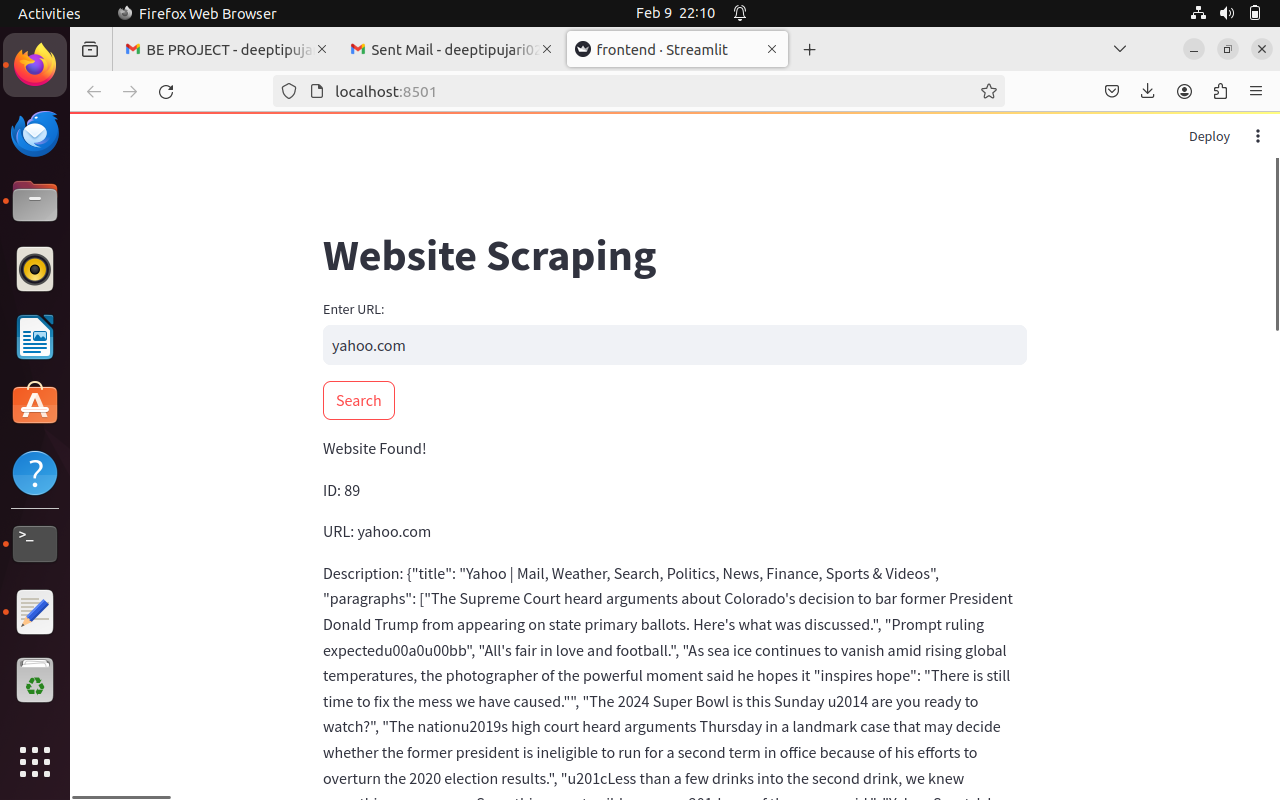 Activities
Firefox Web Browser
Feb 9 22:10
BE PROJECT - deeptipuja
Sent Mail - deeptipujari02
frontend · Streamlit
localhost:8501
Deploy
Website Scraping
Enter URL:
yahoo.com
Search
Website Found!
ID: 89
URL: yahoo.com
Description: {"title": "Yahoo | Mail, Weather, Search, Politics, News, Finance, Sports & Videos",
"paragraphs": ["The Supreme Court heard arguments about Colorado's decision to bar former President
Donald Trump from appearing on state primary ballots. Here's what was discussed.", "Prompt ruling
expectedu00a0u00bb", "All's fair in love and football.", "As sea ice continues to vanish amid rising global
temperatures, the photographer of the powerful moment said he hopes it "inspires hope": "There is still
time to fix the mess we have caused."", "The 2024 Super Bowl is this Sunday u2014 are you ready to
watch?", "The nationu2019s high court heard arguments Thursday in a landmark case that may decide
whether the former president is ineligible to run for a second term in office because of his efforts to
overturn the 2020 election results.", "u201cLess than a few drinks into the second drink, we knew